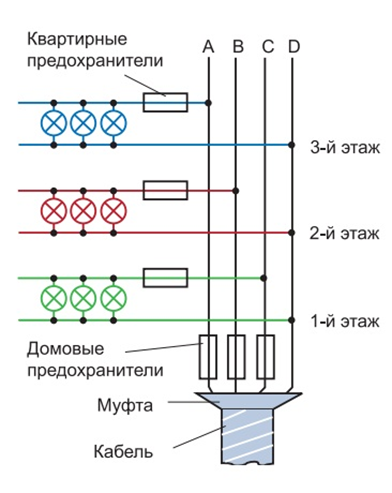 Квартирные
предохранители
A B C D
3-й этаж
2-й этаж
1-й этаж
Домовые
предохранители
Муфта
Кабель